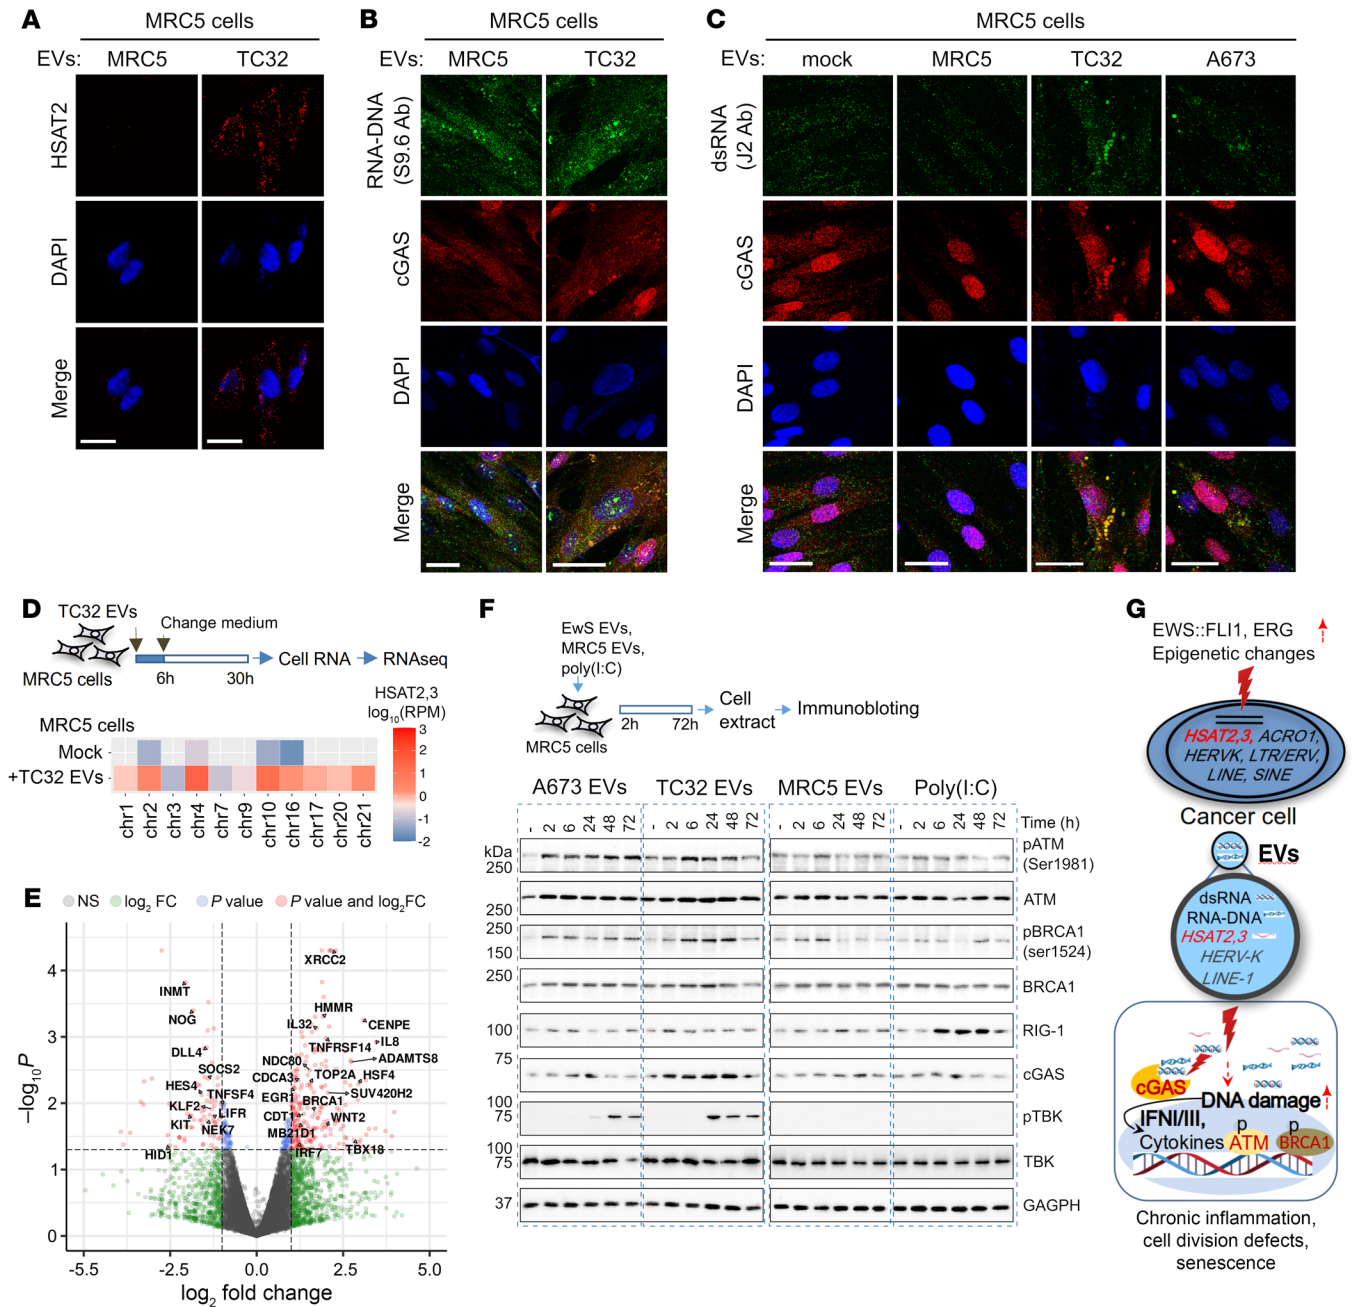 A
MRC5 cells
EVs: MRC5 TC32
HSAT2
DAPI
Merge
B
MRC5 cells
EVs: MRC5 TC32
RNA-DNA
(S9.6 Ab)
cGAS
DAPI
Merge
C
MRC5 cells
EVs: mock MRC5 TC32 A673
dsRNA
(J2 Ab)
cGAS
DAPI
Merge
D
TC32 EVs
Change medium
MRC5 cells
6h 30h
Cell RNA
RNAseq
HSAT2,3
log10(RPM)
MRC5 cells
Mock
+TC32 EVs
chr1 chr2 chr3 chr4 chr7 chr9 chr10 chr16 chr17 chr20 chr21
3
2
1
0
-1
-2
E
NS log2 FC P value P value and log2FC
–log10P
4
3
2
1
0
XRCC2
INMT
NOG
HMMR
IL32
CENPE
DLL4
TNFRSF14
IL8
NDC80
ADAMTS8
SOCS2
CDCA3
TOP2A
HSF4
HES4
TNFSF4
EGR1
BRCA1
SUV420H2
KLF2
LIFR
CDT1
WNT2
KIT
NEK7
MB21D1
HID1
IRF7
TBX18
-5.5 -2.5 0.0 2.5 5.0
log2 fold change
F
EwS EVs,
MRC5 EVs,
poly(I:C)
MRC5 cells
2h 72h
Cell
extract
Immunobloting
A673 EVs TC32 EVs MRC5 EVs Poly(I:C)
- 2 6 24 48 72 - 2 6 24 48 72 - 2 6 24 48 72 - 2 6 24 48 72 Time (h)
kDa
250
pATM
(Ser1981)
250
ATM
250
150
pBRCA1
(ser1524)
250
BRCA1
100
RIG-1
75
cGAS
100
75
pTBK
100
75
TBK
37
GAGPH
G
EWS::FLI1, ERG
Epigenetic changes
HSAT2,3, ACRO1,
HERVK, LTR/ERV,
LINE, SINE
Cancer cell
EVs
dsRNA
RNA-DNA
HSAT2,3
HERV-K
LINE-1
cGAS
DNA damage
IFNI/III,
Cytokines
p
ATM
p
BRCA1
Chronic inflammation,
cell division defects,
senescence